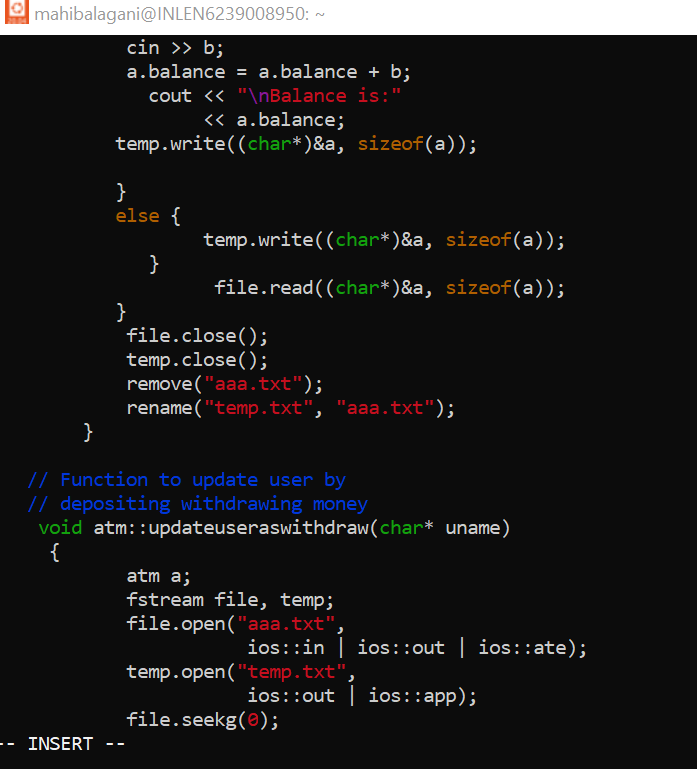 20.04
mahibalagani@INLEN6239008950: ~
cin >> b;
a.balance = a.balance + b;
cout << "\nBalance is:"
<< a.balance;
temp.write((char*)&a, sizeof(a));
}
else {
temp.write((char*)&a, sizeof(a));
}
file.read((char*)&a, sizeof(a));
}
file.close();
temp.close();
remove("aaa.txt");
rename("temp.txt", "aaa.txt");
}
// Function to update user by
// depositing withdrawing money
void atm::updateuseraswithdraw(char* uname)
{
atm a;
fstream file, temp;
file.open("aaa.txt",
ios::in | ios::out | ios::ate);
temp.open("temp.txt",
ios::out | ios::app);
file.seekg(0);
-- INSERT --